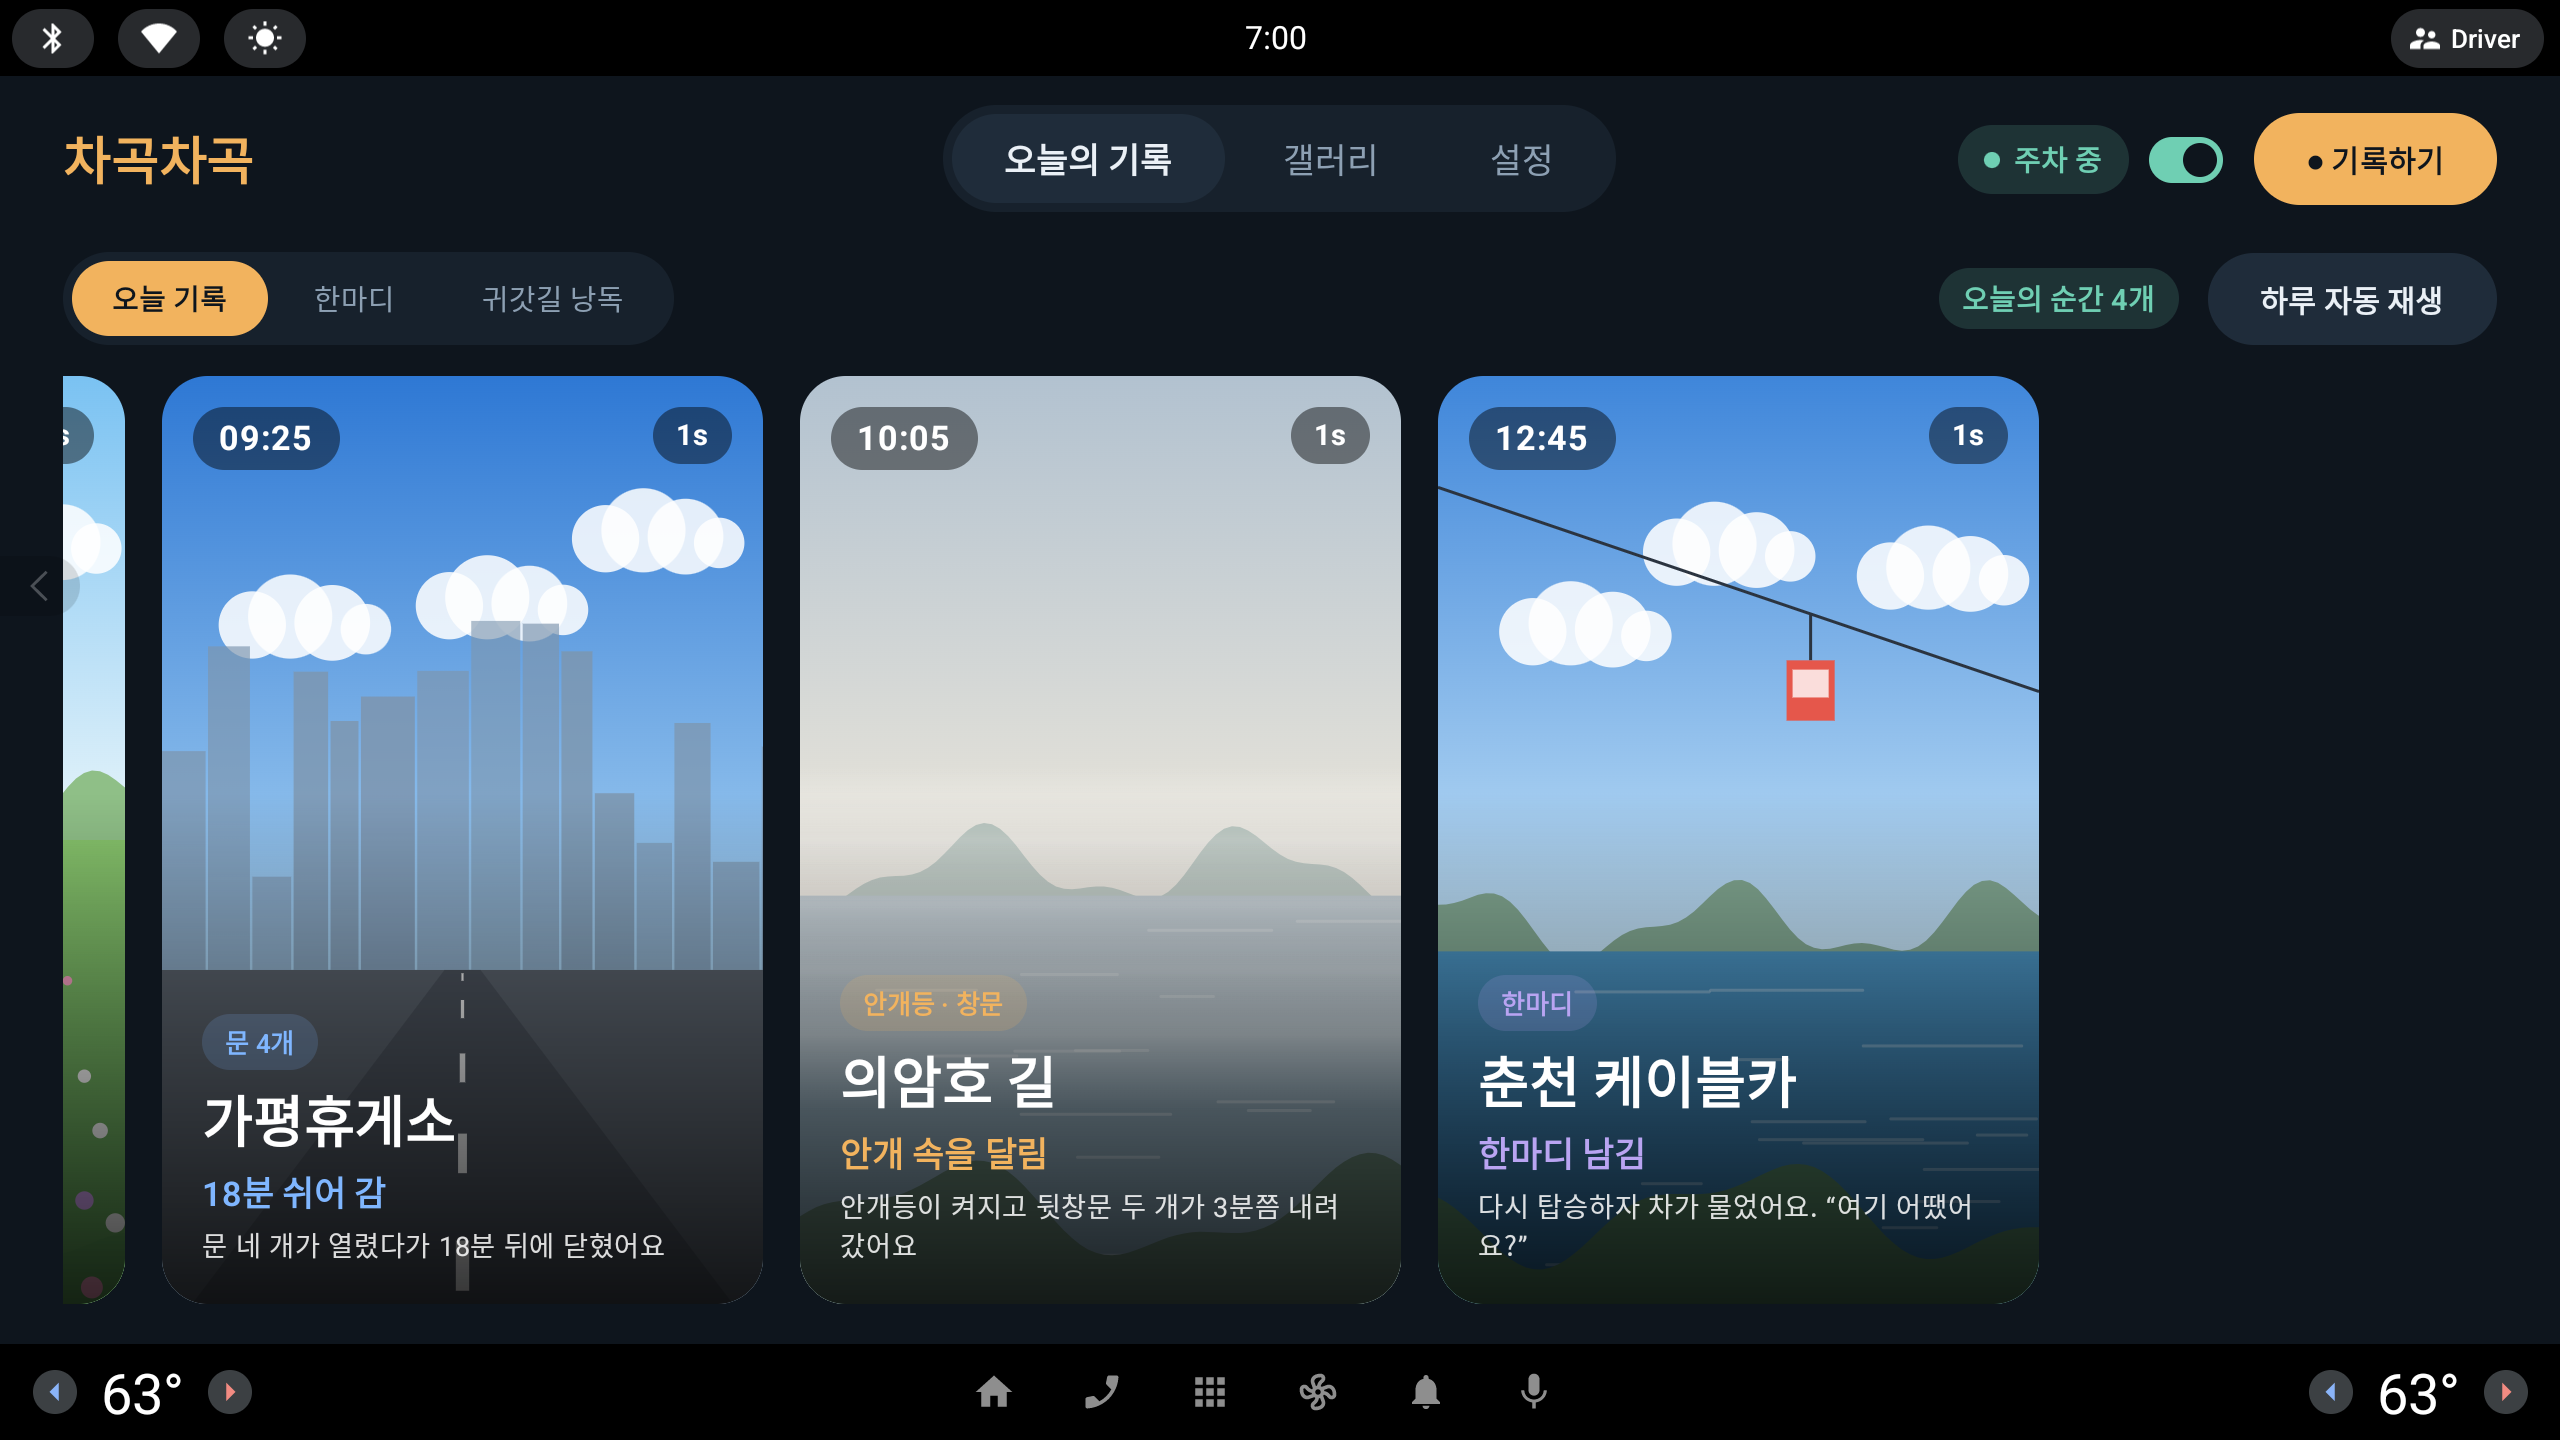 7:00
Driver
차곡차곡
오늘의 기록
갤러리
설정
주차 중
● 기록하기
오늘 기록
한마디
귀갓길 낭독
오늘의 순간 4개
하루 자동 재생
s
09:25
1s
문 4개
가평휴게소
18분 쉬어 감
문 네 개가 열렸다가 18분 뒤에 닫혔어요
10:05
1s
안개등 · 창문
의암호 길
안개 속을 달림
안개등이 켜지고 뒷창문 두 개가 3분쯤 내려
갔어요
12:45
1s
한마디
춘천 케이블카
한마디 남김
다시 탑승하자 차가 물었어요. “여기 어땠어
요?”
63°
63°